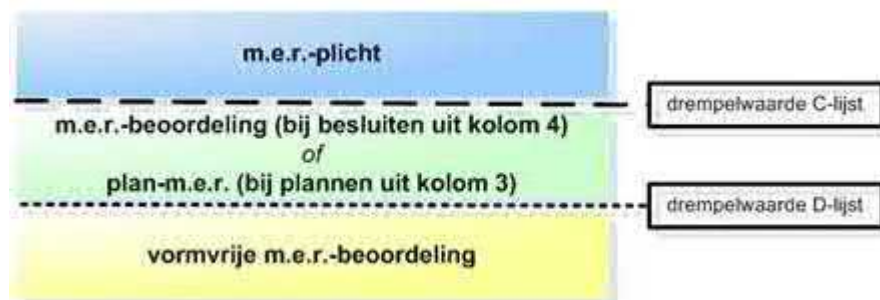 m.e.r.-plicht
drempelwaarde C-lijst
m.e.r.-beoordeling (bij besluiten uit kolom 4)
of
plan-m.e.r. (bij plannen uit kolom 3)
drempelwaarde D-lijst
vormvrije m.e.r.-beoordeling